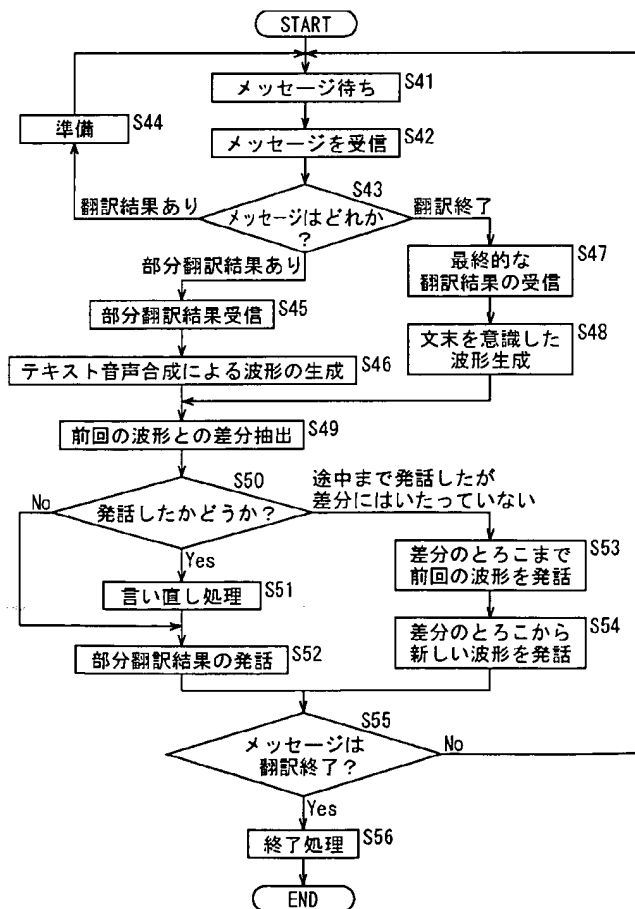 START
メッセージ待ち
S41
準備
S44
メッセージを受信
S42
S43
翻訳結果あり
メッセージはどれか
?
翻訳終了
部分翻訳結果あり
最終的な
翻訳結果の受信
S47
部分翻訳結果受信
S45
文末を意識した
波形生成
S48
テキスト音声合成による波形の生成
S46
前回の波形との差分抽出
S49
S50
No
発話したかどうか?
途中まで発話したが
差分にはいたっていない
Yes
差分のとろこまで
前回の波形を発話
S53
言い直し処理
S51
差分のとろこから
新しい波形を発話
S54
部分翻訳結果の発話
S52
S55
メッセージは
翻訳終了?
No
Yes
終了処理
S56
END